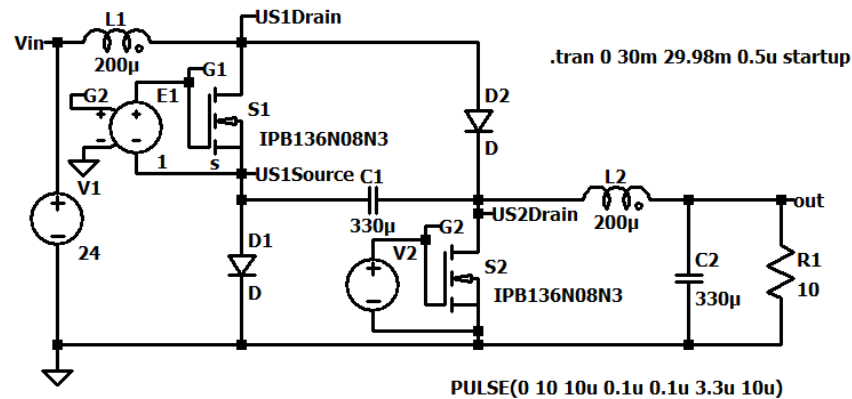 L1
US1Drain
Vin
200µ
.tran 0 30m 29.98m 0.5u startup
G1
G2
E1
D2
S1
IPB136N08N3
D
1
s
US1Source
C1
L2
V1
330µ
US2Drain
200µ
out
G2
24
D1
V2
C2
S2
R1
D
330µ
10
IPB136N08N3
PULSE(0 10 10u 0.1u 0.1u 3.3u 10u)